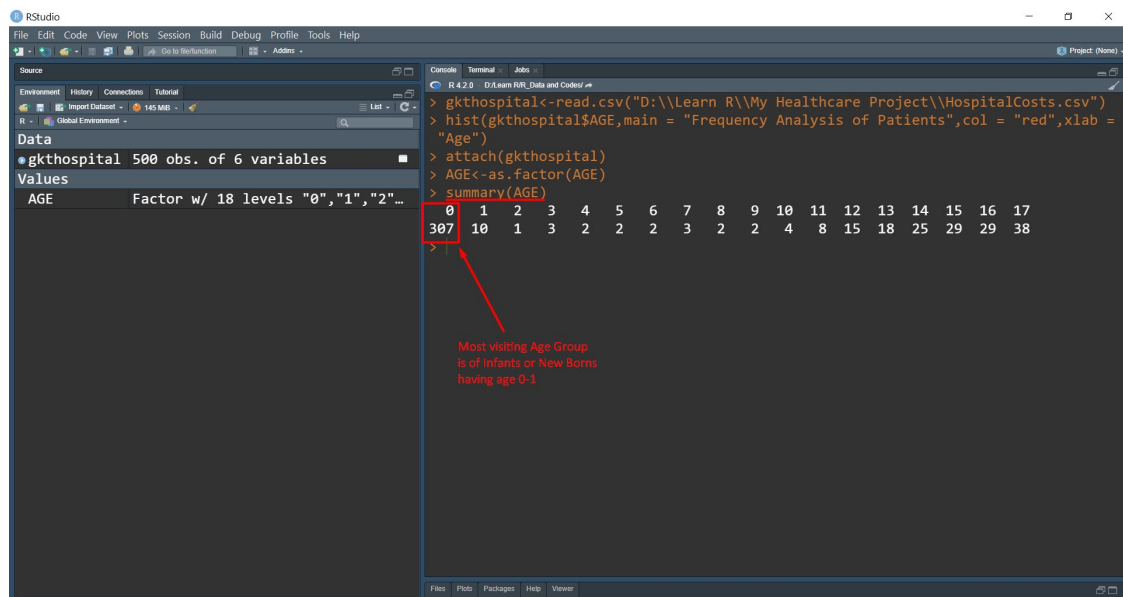 RStudio
File Edit Code View Plots Session Build Debug Profile Tools Help
Go to file/function Addins
Project: (None)
Source
Environment History Connections Tutorial
Import Dataset 145 MiB List
R Global Environment
Data
gkthospital 500 obs. of 6 variables
Values
AGE Factor w/ 18 levels "0","1","2"…
Console Terminal Jobs
R 4.2.0 D:/Learn R/R_Data and Codes/
> gkthospital<-read.csv("D:\\Learn R\\My Healthcare Project\\HospitalCosts.csv")
> hist(gkthospital$AGE,main = "Frequency Analysis of Patients",col = "red",xlab =
"Age")
> attach(gkthospital)
> AGE<-as.factor(AGE)
> summary(AGE)
0 1 2 3 4 5 6 7 8 9 10 11 12 13 14 15 16 17
307 10 1 3 2 2 2 3 2 2 4 8 15 18 25 29 29 38
>
Most visiting Age Group
is of Infants or New Borns
having age 0-1
Files Plots Packages Help Viewer